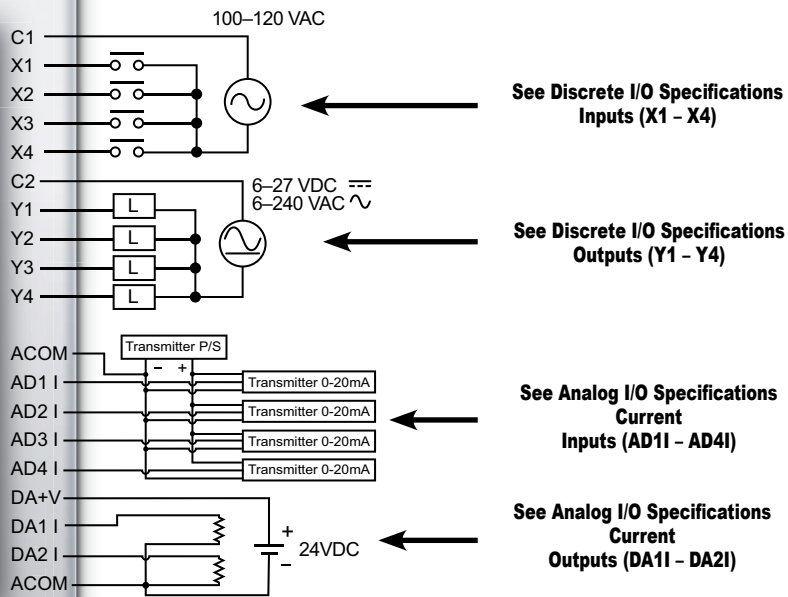 100–120 VAC
C1
X1
X2
X3
X4
See Discrete I/O Specifications
Inputs (X1 – X4)
C2
6–27 VDC
6–240 VAC
Y1
L
Y2
L
Y3
L
Y4
L
See Discrete I/O Specifications
Outputs (Y1 – Y4)
ACOM
Transmitter P/S
– +
AD1 I
Transmitter 0-20mA
AD2 I
Transmitter 0-20mA
AD3 I
Transmitter 0-20mA
AD4 I
Transmitter 0-20mA
See Analog I/O Specifications
Current
Inputs (AD1I – AD4I)
DA+V
DA1 I
DA2 I
ACOM
+
24VDC
–
See Analog I/O Specifications
Current
Outputs (DA1I – DA2I)